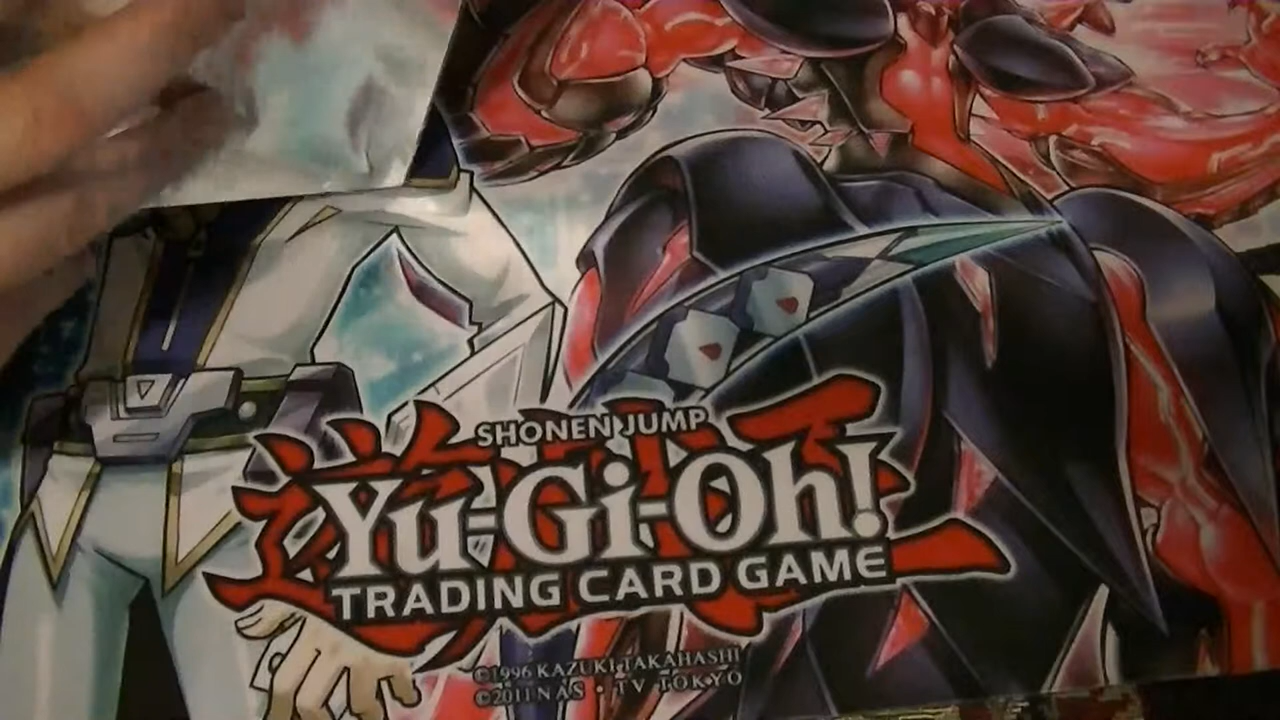 SHONEN JUMP
Yu-Gi-Oh!
TRADING CARD GAME
©1996 KAZUKI TAKAHASHI
©2011 NAS • TV TOKYO